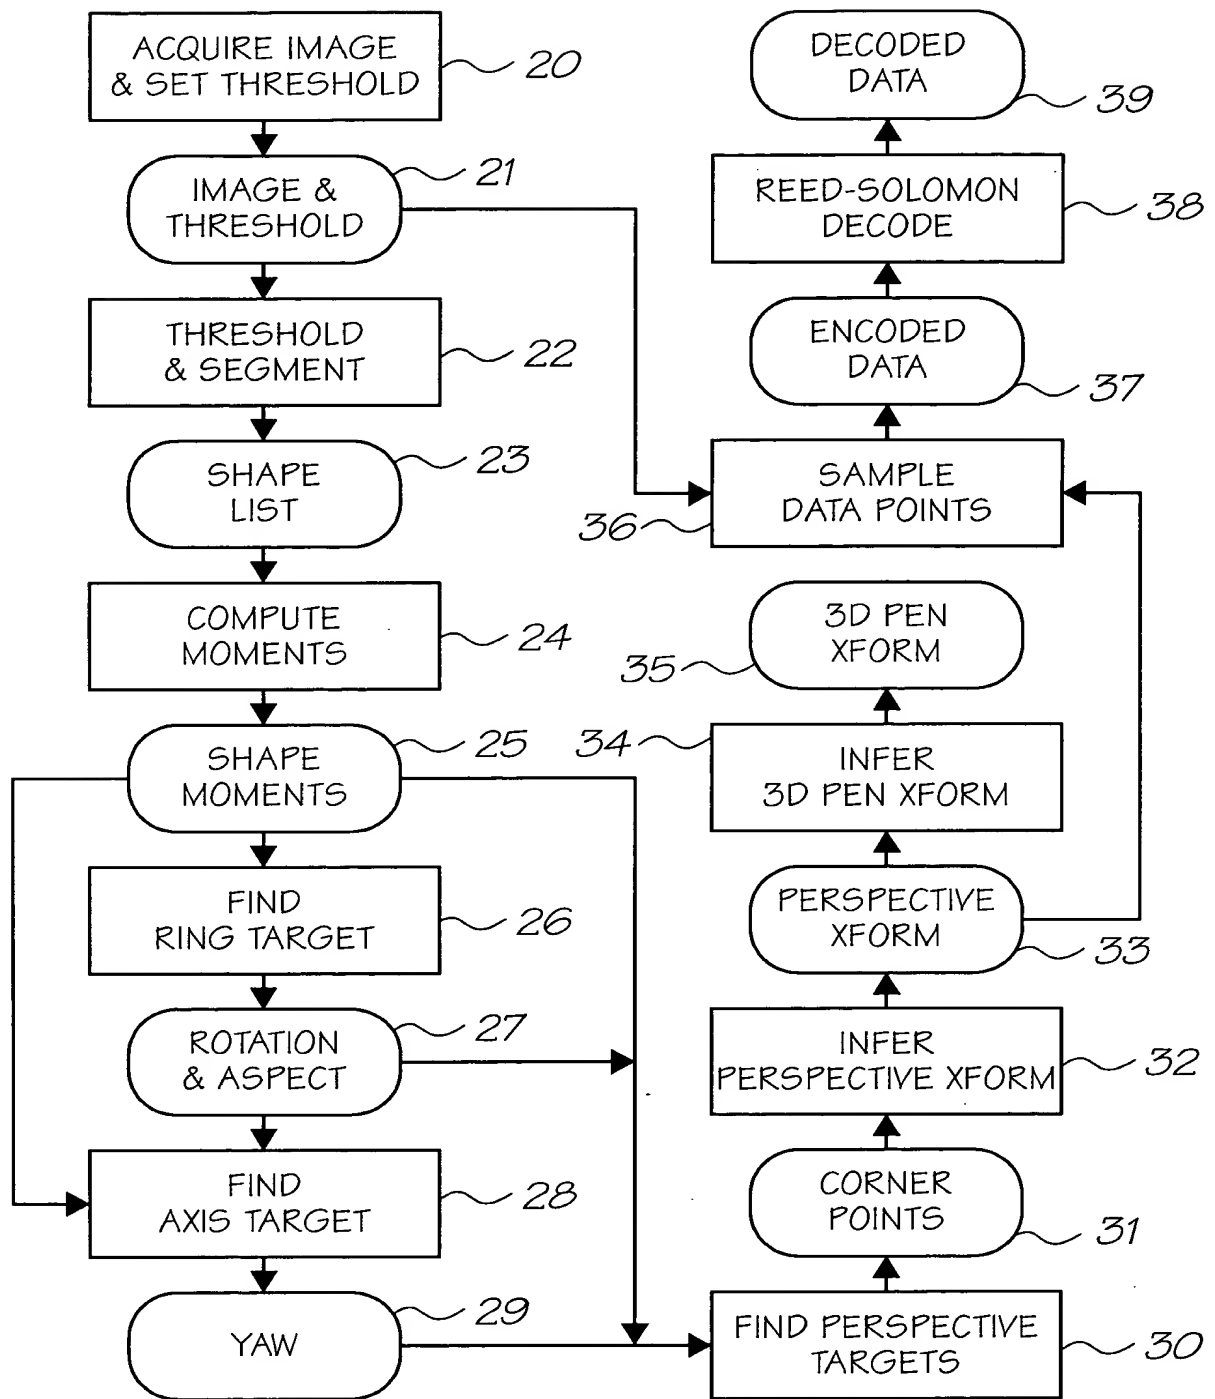 ACQUIRE IMAGE
& SET THRESHOLD
20
IMAGE &
THRESHOLD
21
THRESHOLD
& SEGMENT
22
SHAPE
LIST
23
COMPUTE
MOMENTS
24
SHAPE
MOMENTS
25
FIND
RING TARGET
26
ROTATION
& ASPECT
27
FIND
AXIS TARGET
28
YAW
29
DECODED
DATA
39
REED-SOLOMON
DECODE
38
ENCODED
DATA
37
SAMPLE
DATA POINTS
36
3D PEN
XFORM
35
INFER
3D PEN XFORM
34
PERSPECTIVE
XFORM
33
INFER
PERSPECTIVE XFORM
32
CORNER
POINTS
31
FIND PERSPECTIVE
TARGETS
30